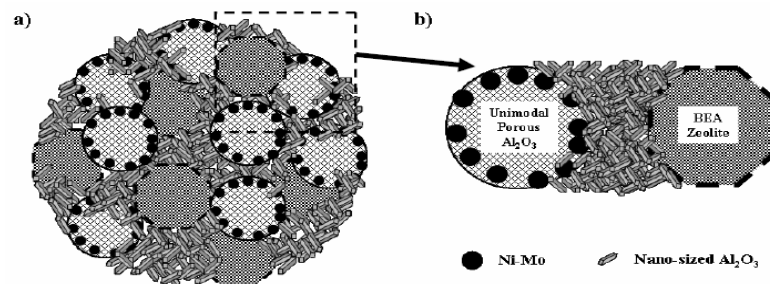 a)
b)
Unimodal
Porous
Al₂O₃
BEA
Zeolite
Ni-Mo
Nano-sized Al₂O₃